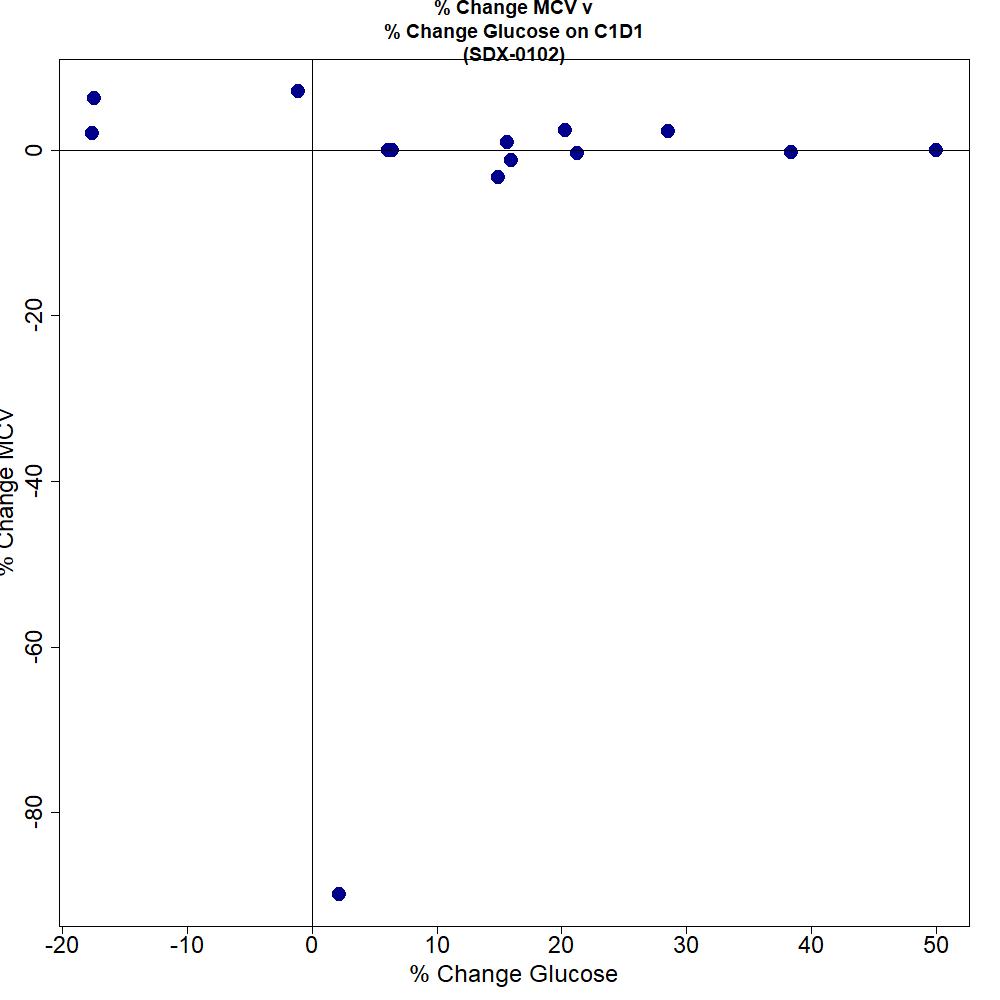 % Change MCV v
% Change Glucose on C1D1
(SDX-0102)
% Change MCV
0
-20
-40
-60
-80
-20 -10 0 10 20 30 40 50
% Change Glucose